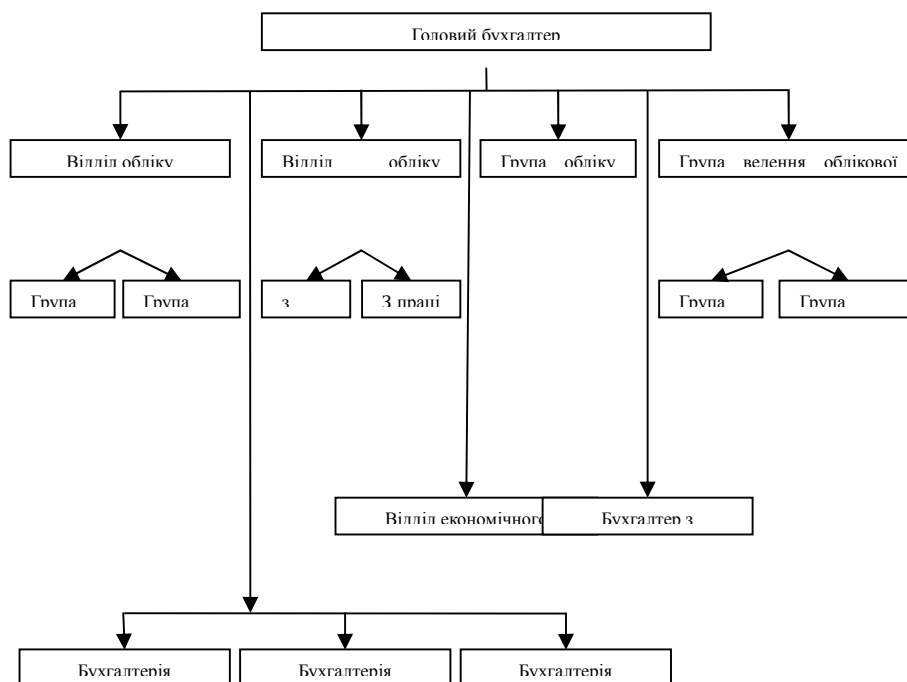 Головий бухгалтер
Відділ обліку
Відділ обліку
Група обліку
Група ведення облікової
Група
Група
з
З праці
Група
Група
Відділ економічного
Бухгалтер з
Бухгалтерія
Бухгалтерія
Бухгалтерія